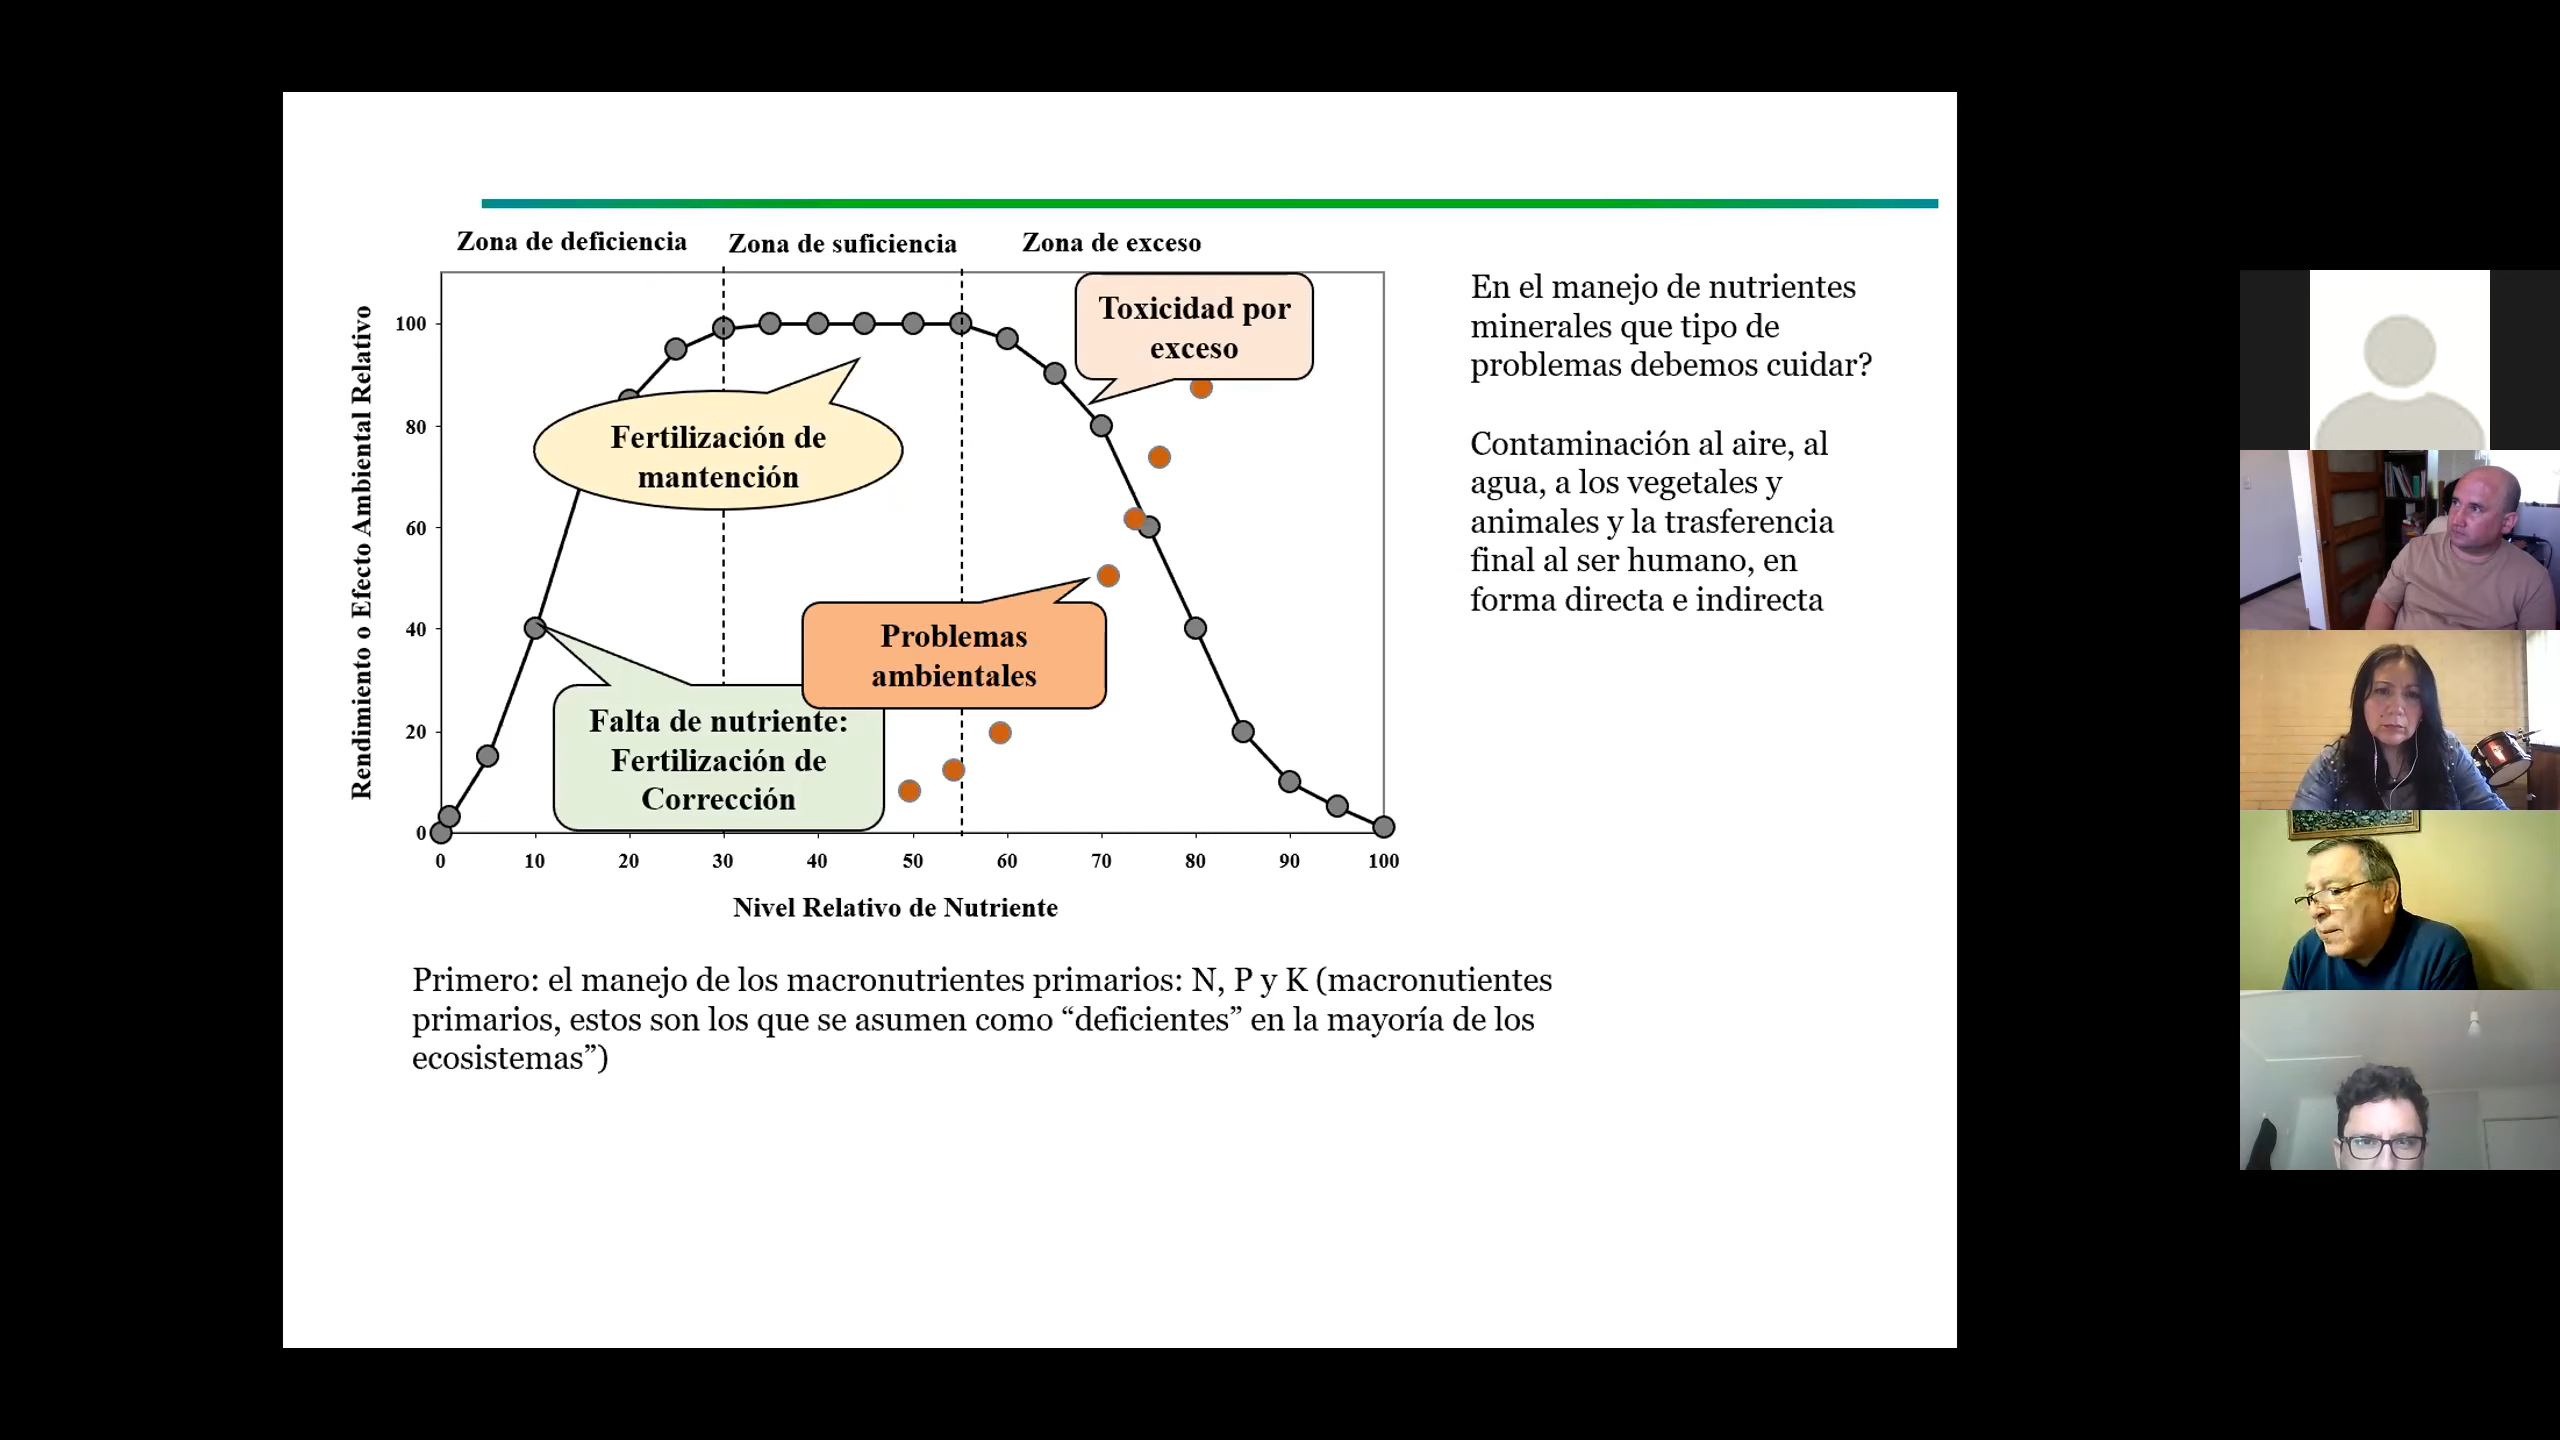 Zona de deficiencia
Zona de suficiencia
Zona de exceso
Rendimiento o Efecto Ambiental Relativo
100
80
60
40
20
0
Toxicidad por
exceso
Fertilización de
mantención
Problemas
ambientales
Falta de nutriente:
Fertilización de
Corrección
0 10 20 30 40 50 60 70 80 90 100
Nivel Relativo de Nutriente
En el manejo de nutrientes
minerales que tipo de
problemas debemos cuidar?
Contaminación al aire, al
agua, a los vegetales y
animales y la trasferencia
final al ser humano, en
forma directa e indirecta
Primero: el manejo de los macronutrientes primarios: N, P y K (macronutientes
primarios, estos son los que se asumen como “deficientes” en la mayoría de los
ecosistemas”)